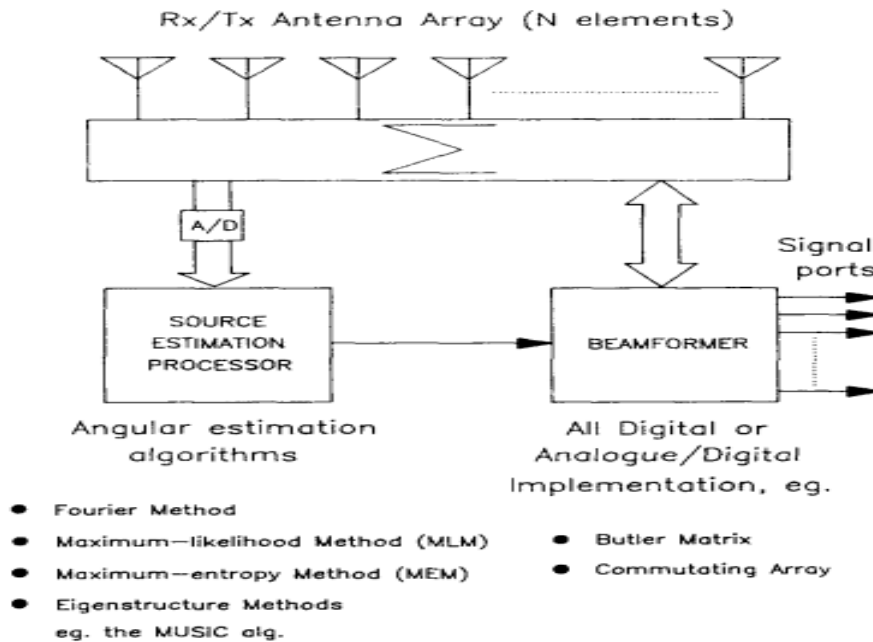 Rx/Tx Antenna Array (N elements)
Σ
A/D
Signal
ports
SOURCE
ESTIMATION
PROCESSOR
BEAMFORMER
Angular estimation
algorithms
All Digital or
Analogue/Digital
Implementation, eg.
● Fourier Method
● Maximum-likelihood Method (MLM)
● Maximum-entropy Method (MEM)
● Eigenstructure Methods
eg. the MUSIC alg.
● Butler Matrix
● Commutating Array